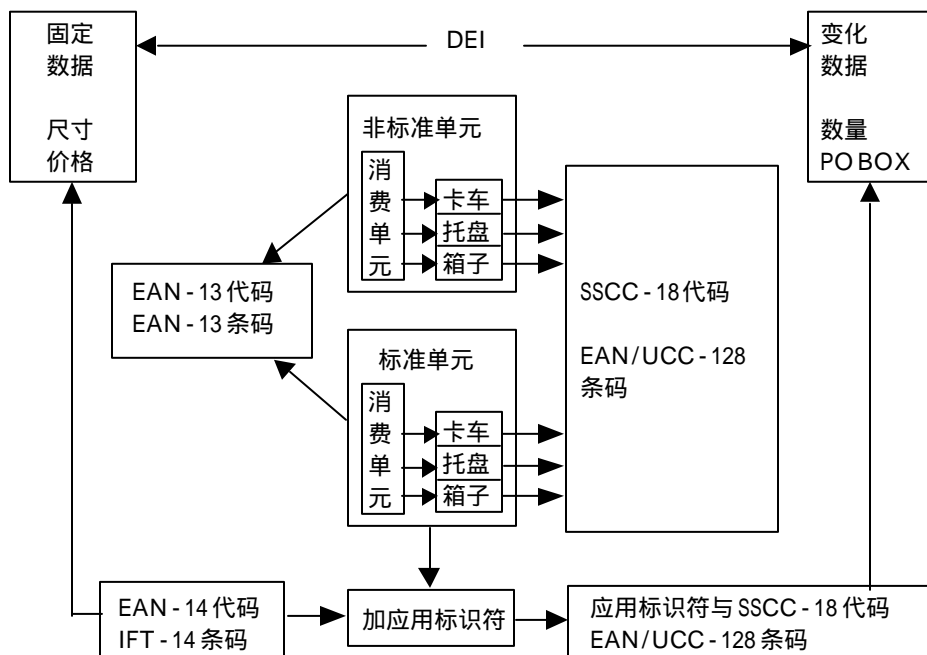 固定
数据
尺寸
价格
DEI
变化
数据
数量
PO BOX
非标准单元
消
费
单
元
卡车
托盘
箱子
EAN - 13 代码
EAN - 13 条码
SSCC - 18 代码
EAN/UCC - 128
条码
标准单元
消
费
单
元
卡车
托盘
箱子
EAN - 14 代码
IFT - 14 条码
加应用标识符
应用标识符与 SSCC - 18 代码
EAN/UCC - 128 条码